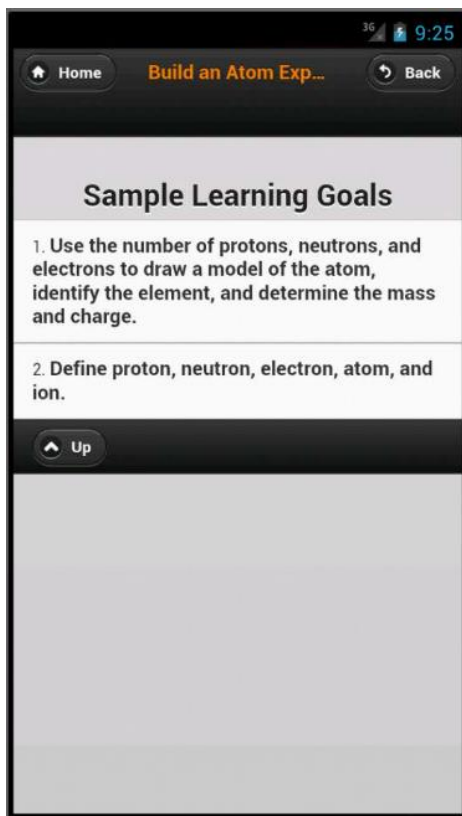 3G 9:25
Home Build an Atom Exp... Back
Sample Learning Goals
1. Use the number of protons, neutrons, and
electrons to draw a model of the atom,
identify the element, and determine the mass
and charge.
2. Define proton, neutron, electron, atom, and
ion.
Up